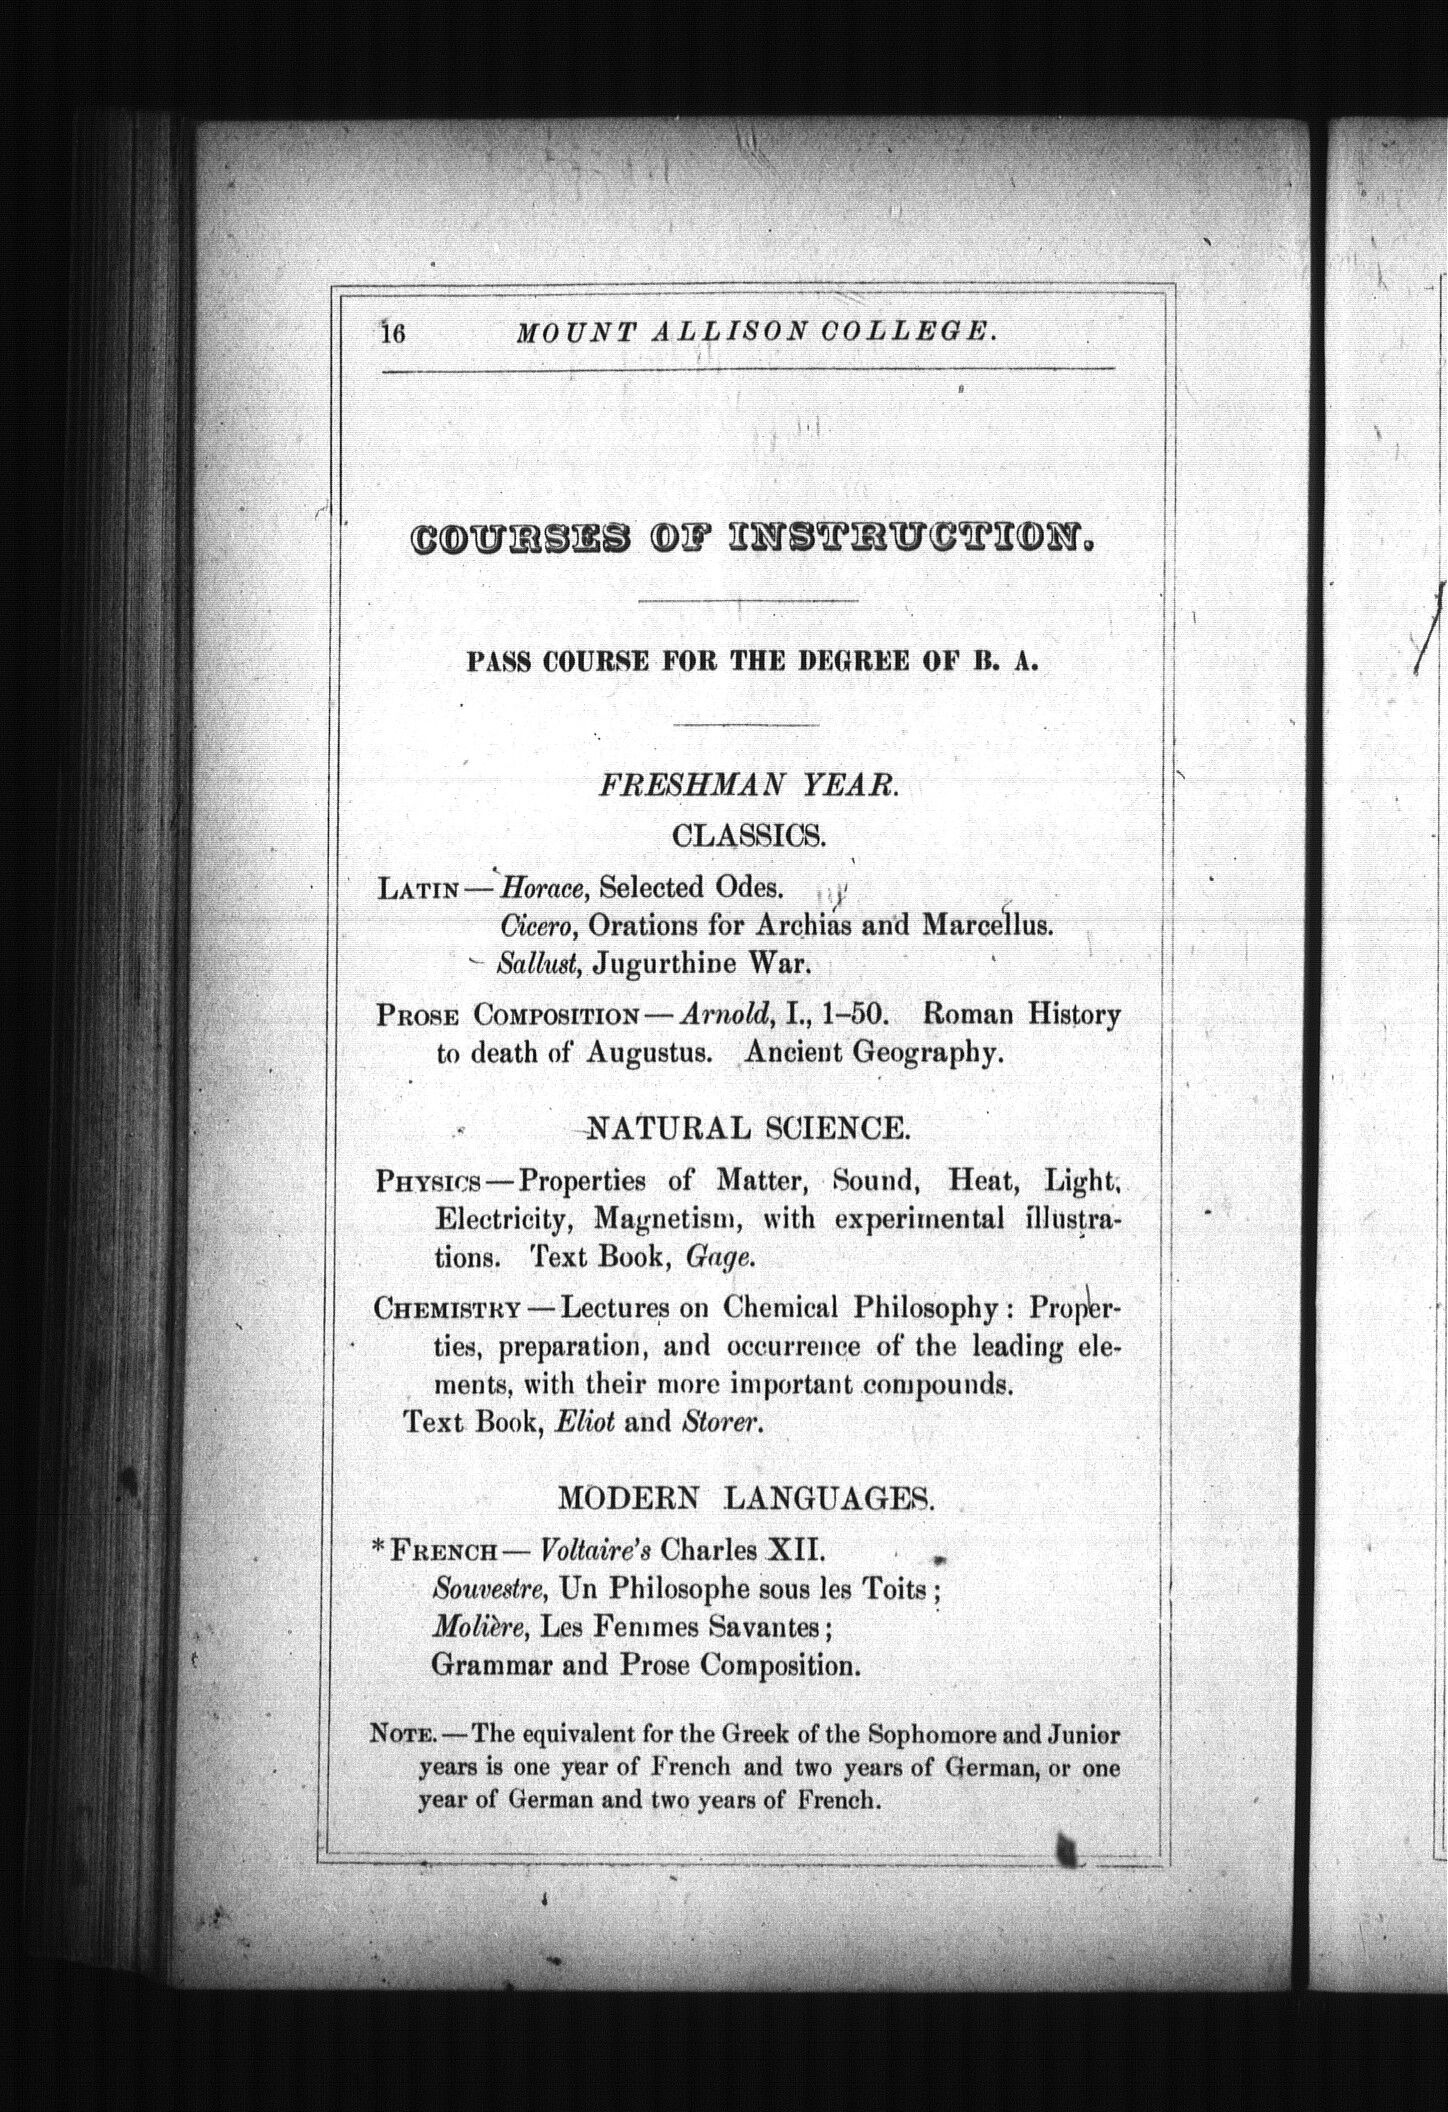 16 MOUNT ALLISON COLLEGE.
COURSES OF INSTRUCTION.
PASS COURSE FOR THE DEGREE OF B. A.
FRESHMAN YEAR.
CLASSICS.
LATIN—Horace, Selected Odes.
Cicero, Orations for Archias and Marcellus.
Sallust, Jugurthine War.
PROSE COMPOSITION—Arnold, I., 1-50. Roman History
to death of Augustus. Ancient Geography.
NATURAL SCIENCE.
PHYSICS—Properties of Matter, Sound, Heat, Light,
Electricity, Magnetism, with experimental illustra-
tions. Text Book, Gage.
CHEMISTRY—Lectures on Chemical Philosophy: Proper-
ties, preparation, and occurrence of the leading ele-
ments, with their more important compounds.
Text Book, Eliot and Storer.
MODERN LANGUAGES.
*FRENCH—Voltaire's Charles XII.
Souvestre, Un Philosophe sous les Toits;
Molière, Les Femmes Savantes;
Grammar and Prose Composition.
NOTE.—The equivalent for the Greek of the Sophomore and Junior
years is one year of French and two years of German, or one
year of German and two years of French.